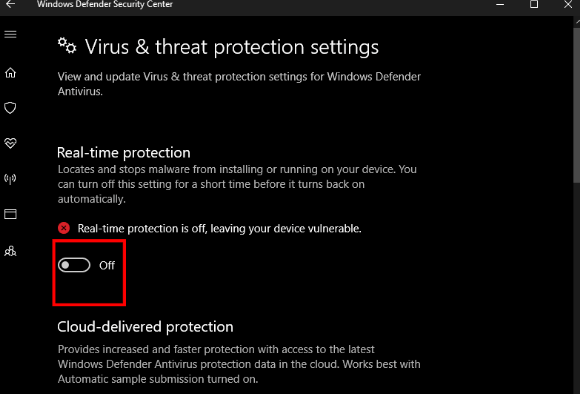 Windows Defender Security Center
Virus & threat protection settings
View and update Virus & threat protection settings for Windows Defender
Antivirus.
Real-time protection
Locates and stops malware from installing or running on your device. You
can turn off this setting for a short time before it turns back on
automatically.
Real-time protection is off, leaving your device vulnerable.
Off
Cloud-delivered protection
Provides increased and faster protection with access to the latest
Windows Defender Antivirus protection data in the cloud. Works best with
Automatic sample submission turned on.